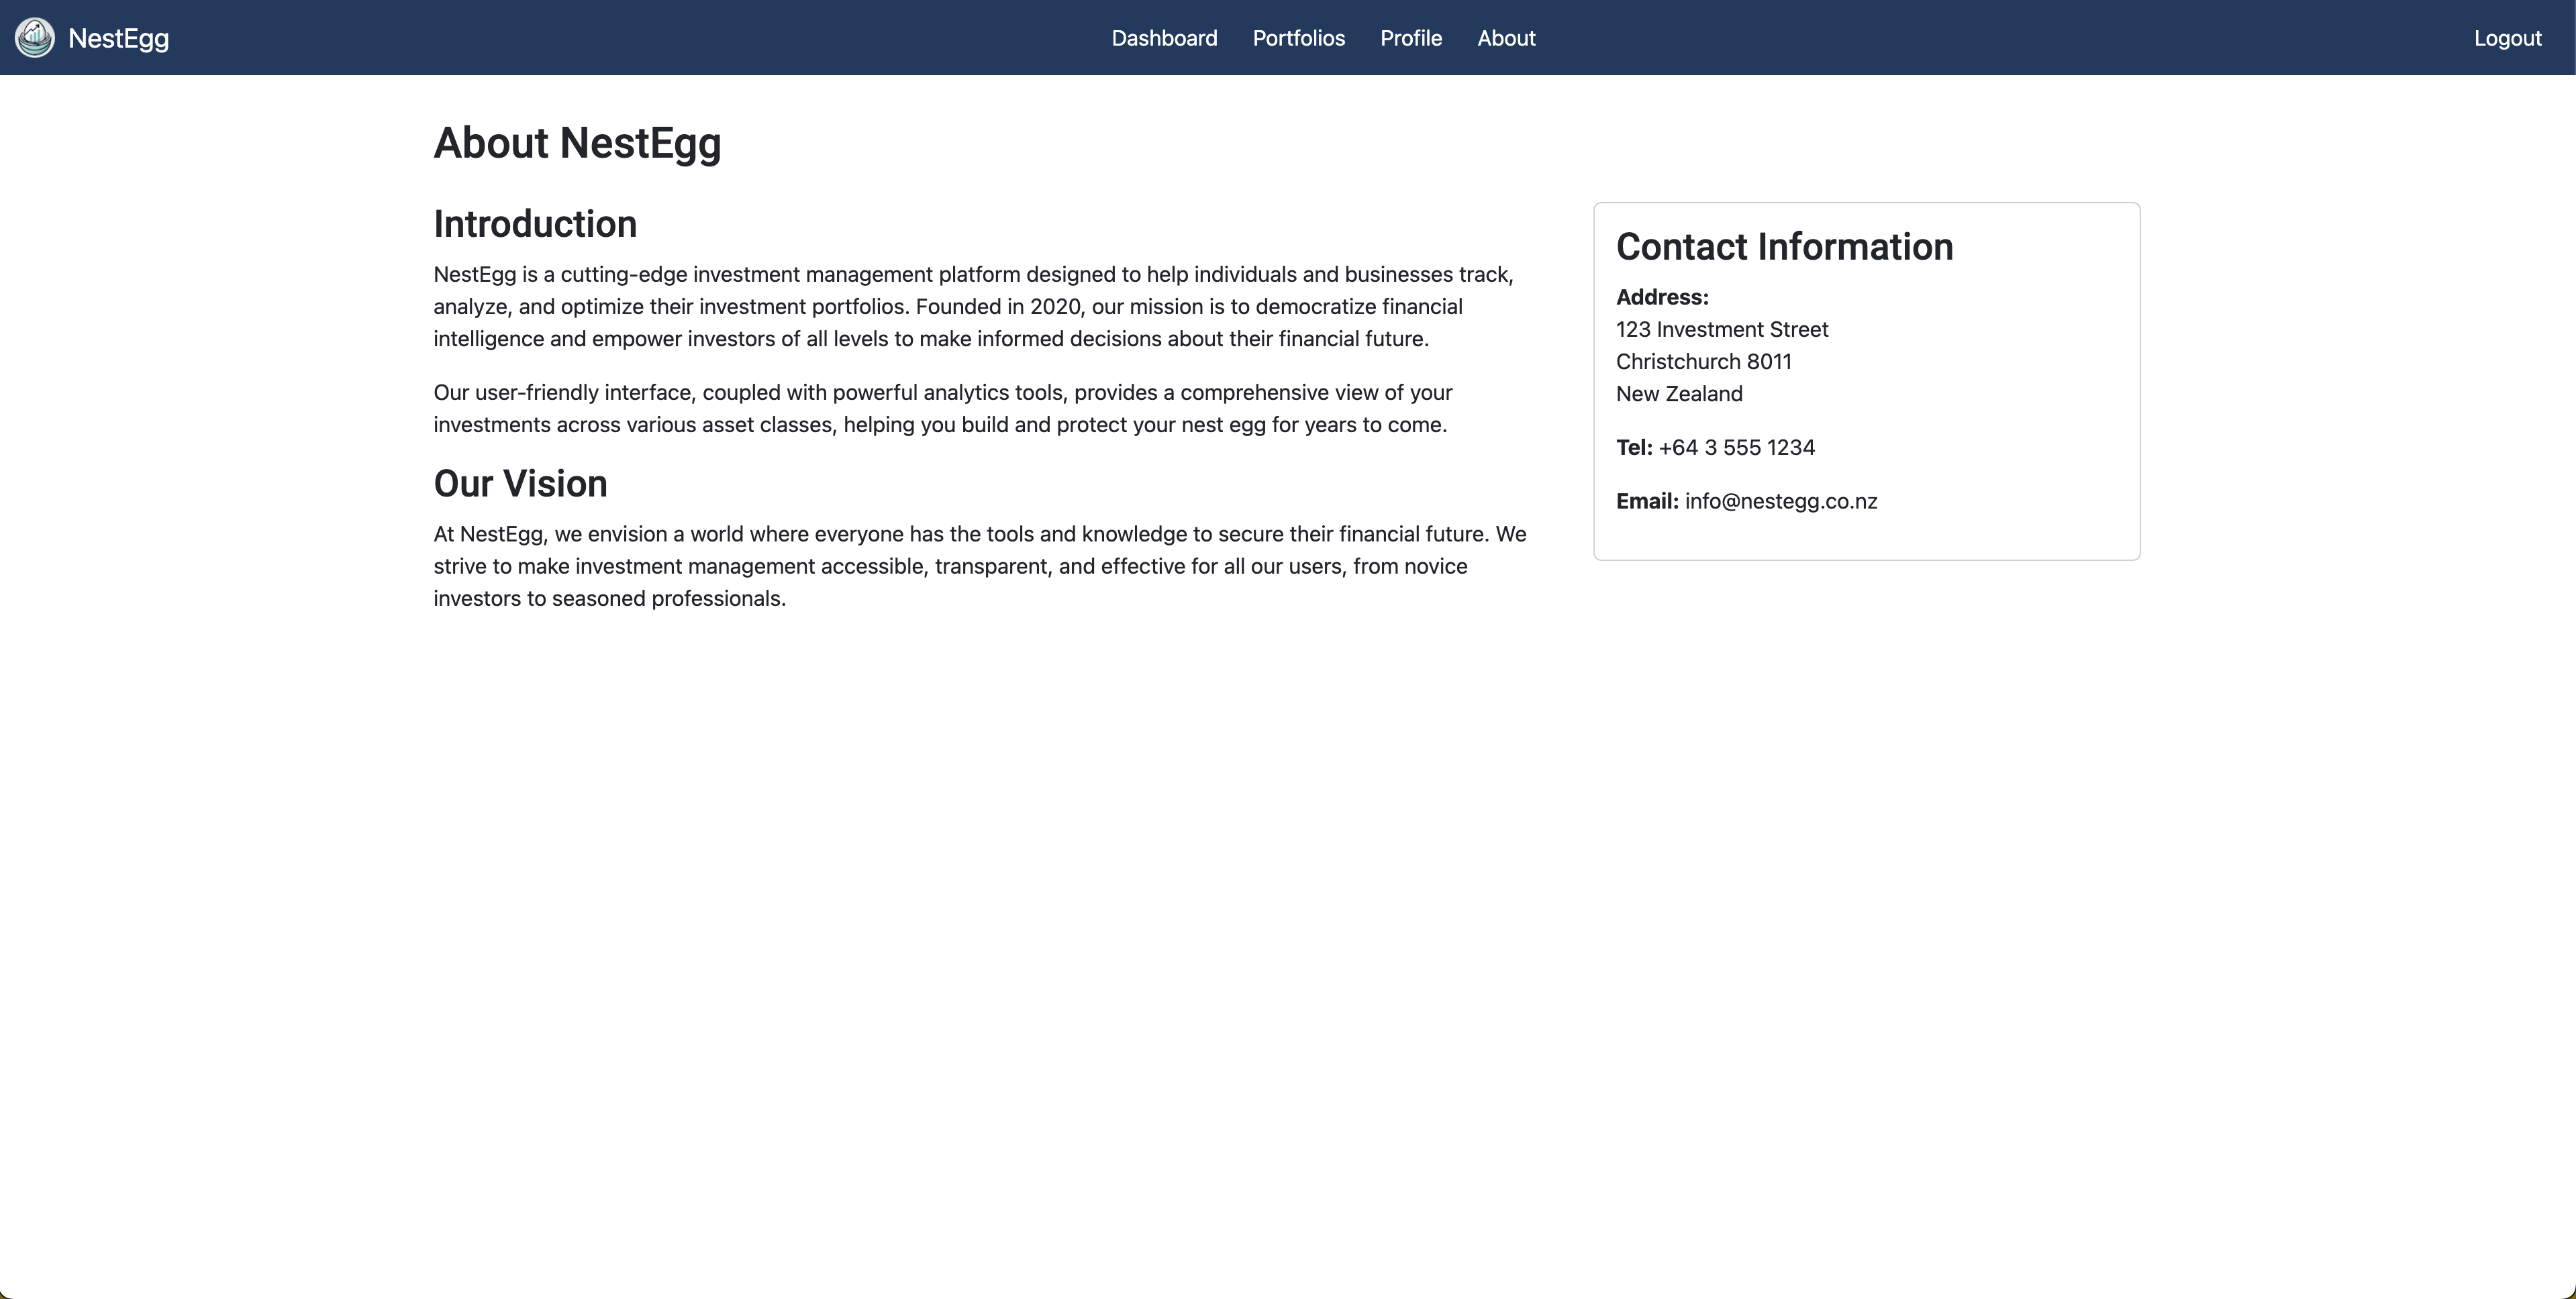 NestEgg
Dashboard
Portfolios
Profile
About
Logout
About NestEgg
Introduction
NestEgg is a cutting-edge investment management platform designed to help individuals and businesses track,
analyze, and optimize their investment portfolios. Founded in 2020, our mission is to democratize financial
intelligence and empower investors of all levels to make informed decisions about their financial future.
Our user-friendly interface, coupled with powerful analytics tools, provides a comprehensive view of your
investments across various asset classes, helping you build and protect your nest egg for years to come.
Our Vision
At NestEgg, we envision a world where everyone has the tools and knowledge to secure their financial future. We
strive to make investment management accessible, transparent, and effective for all our users, from novice
investors to seasoned professionals.
Contact Information
Address:
123 Investment Street
Christchurch 8011
New Zealand
Tel: +64 3 555 1234
Email: info@nestegg.co.nz